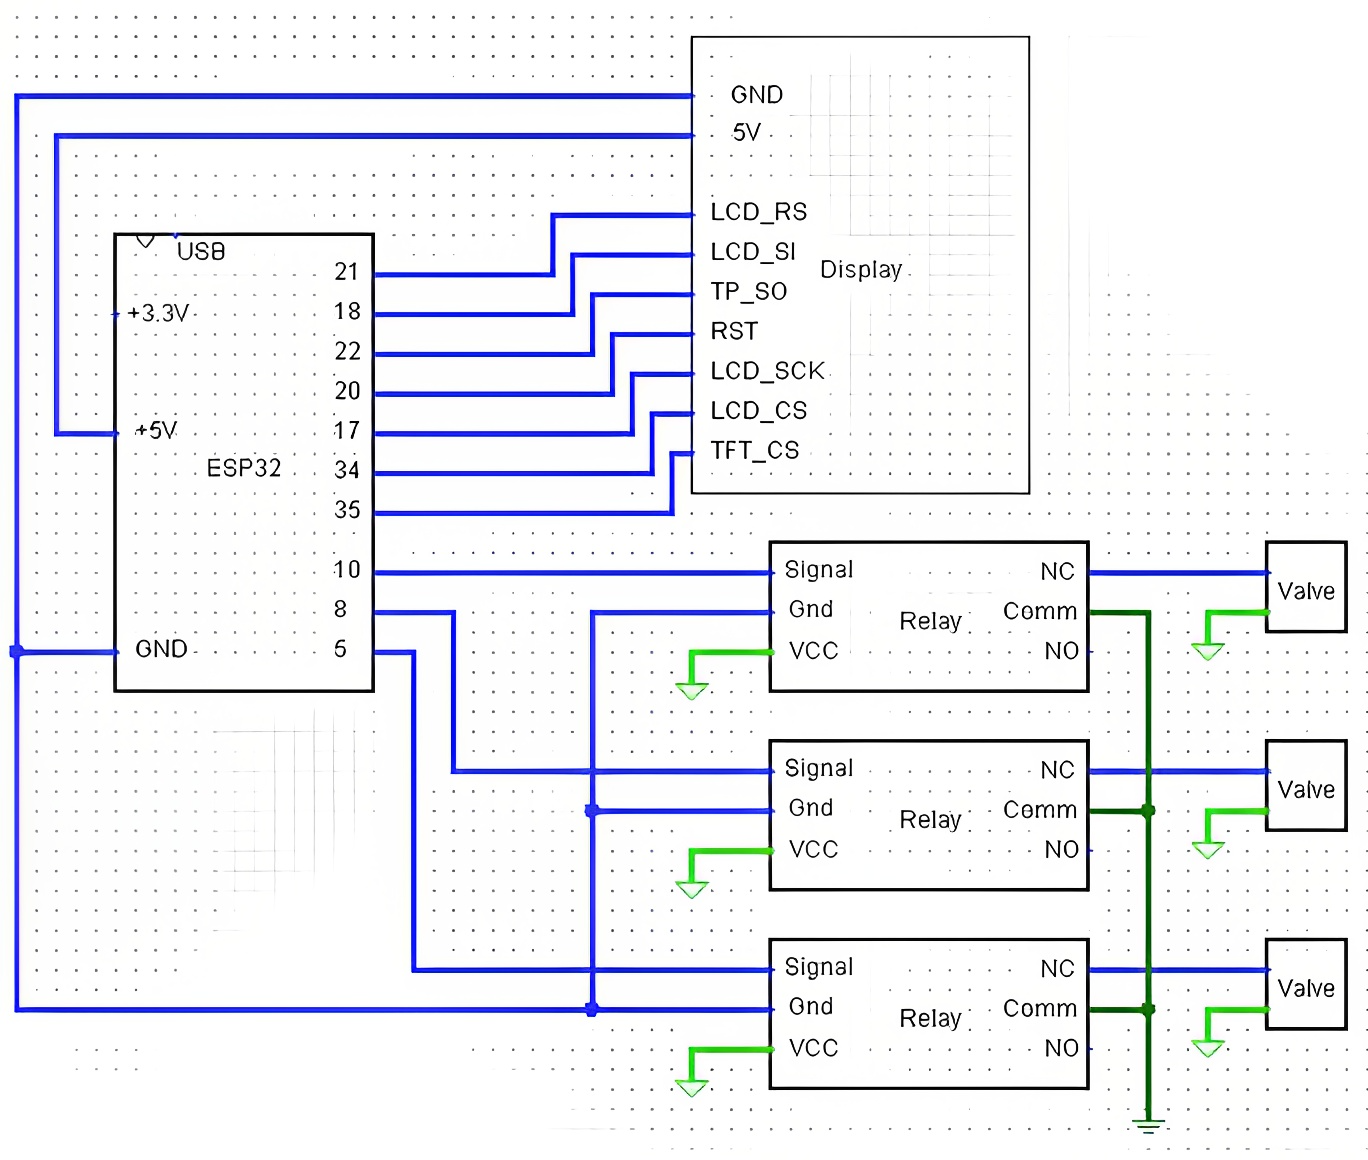 GND
5V
LCD_RS
LCD_SI
TP_SO
RST
LCD_SCK
LCD_CS
TFT_CS
Display
USB
+3.3V
+5V
ESP32
GND
21
18
22
20
17
34
35
10
8
6
Signal
Gnd
VCC
Relay
NC
Comm
NO
Valve
Signal
Gnd
VCC
Relay
NC
Comm
NO
Valve
Signal
Gnd
VCC
Relay
NC
Comm
NO
Valve